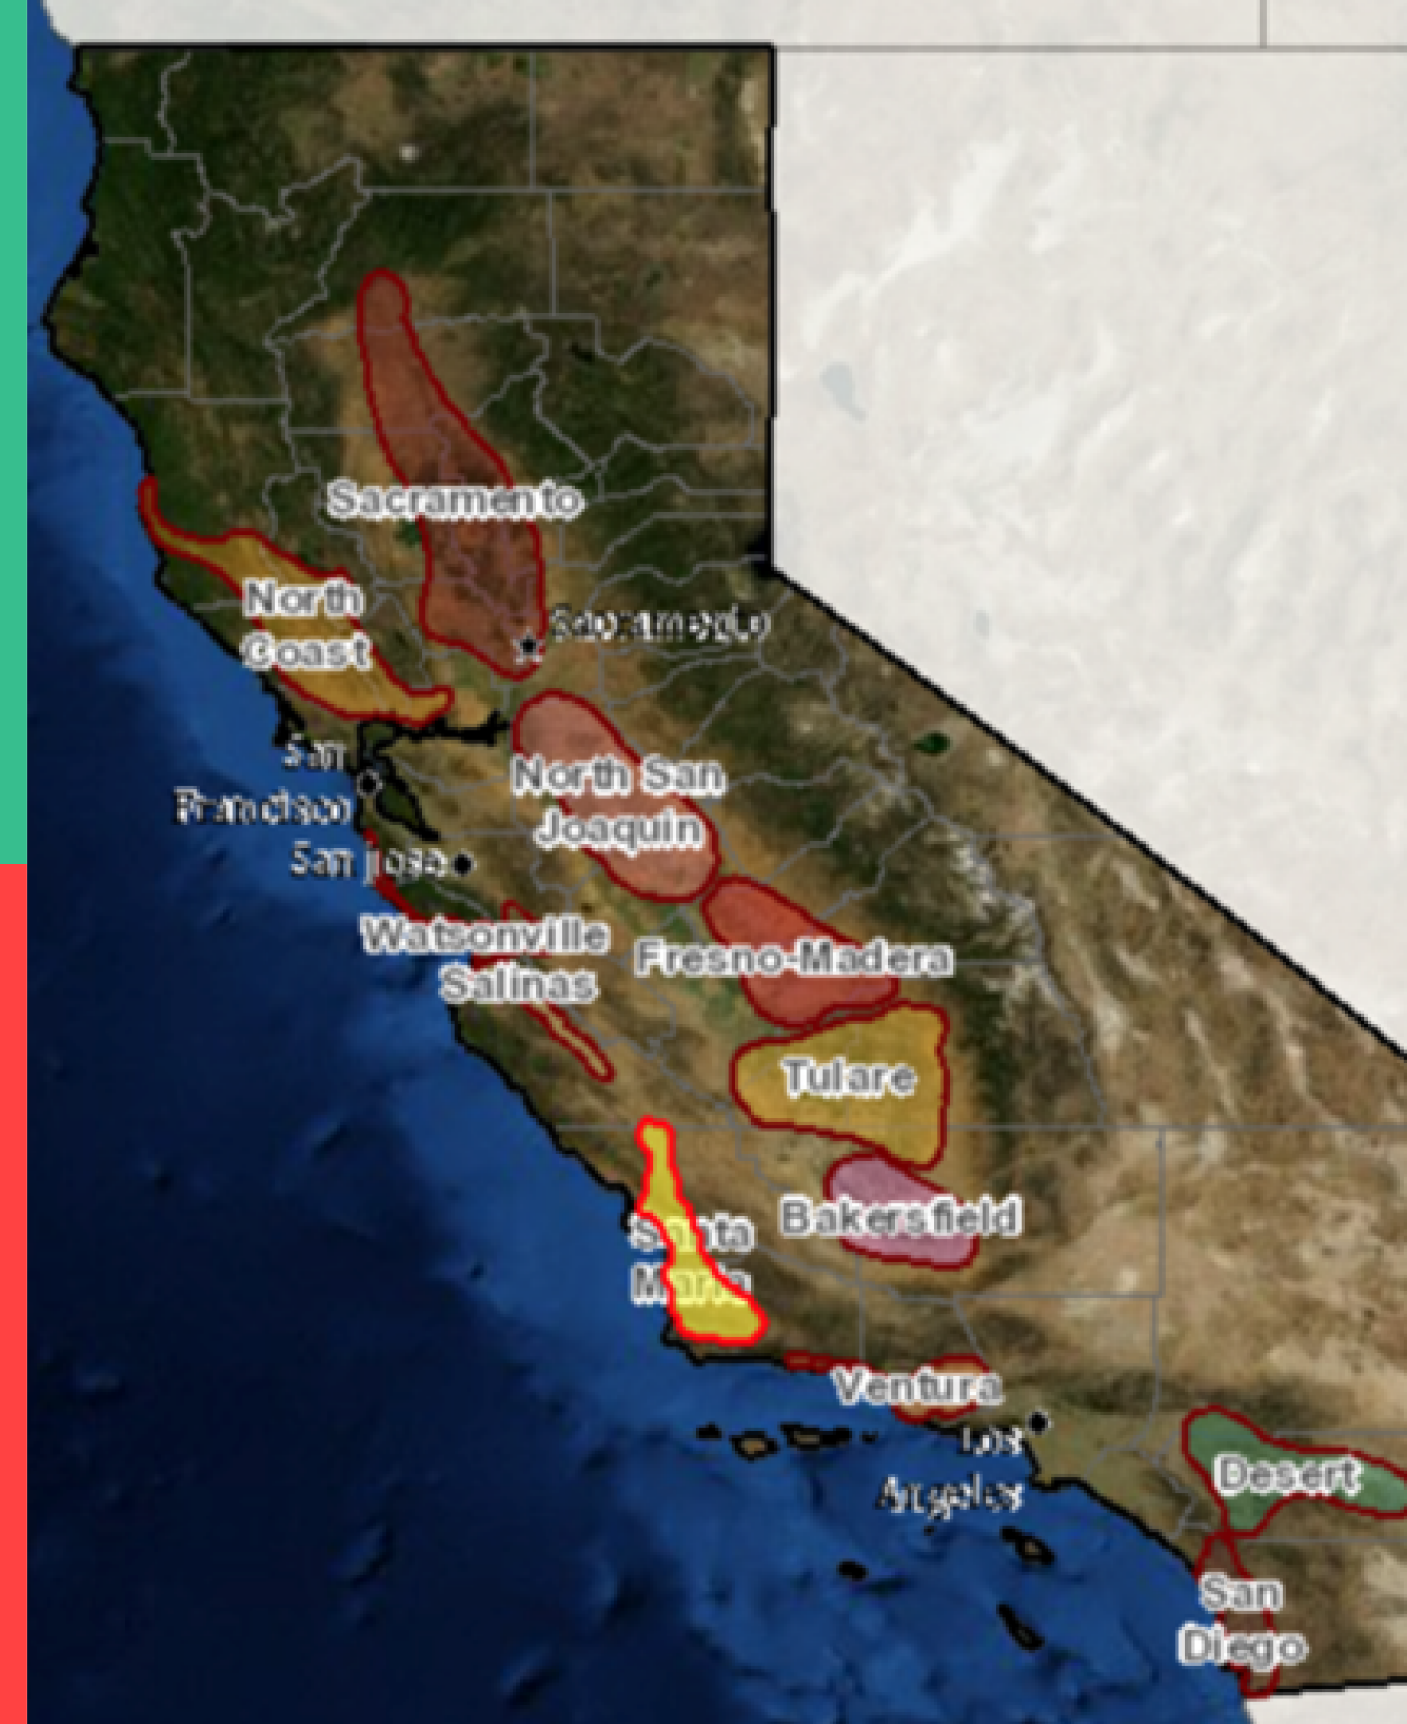 Sacramento
North
Coast
Sacramento
San
Francisco
North San
Joaquin
San Jose
Watsonville
Salinas
Fresno-Madera
Tulare
Santa
Maria
Bakersfield
Ventura
Los
Angeles
Desert
San
Diego